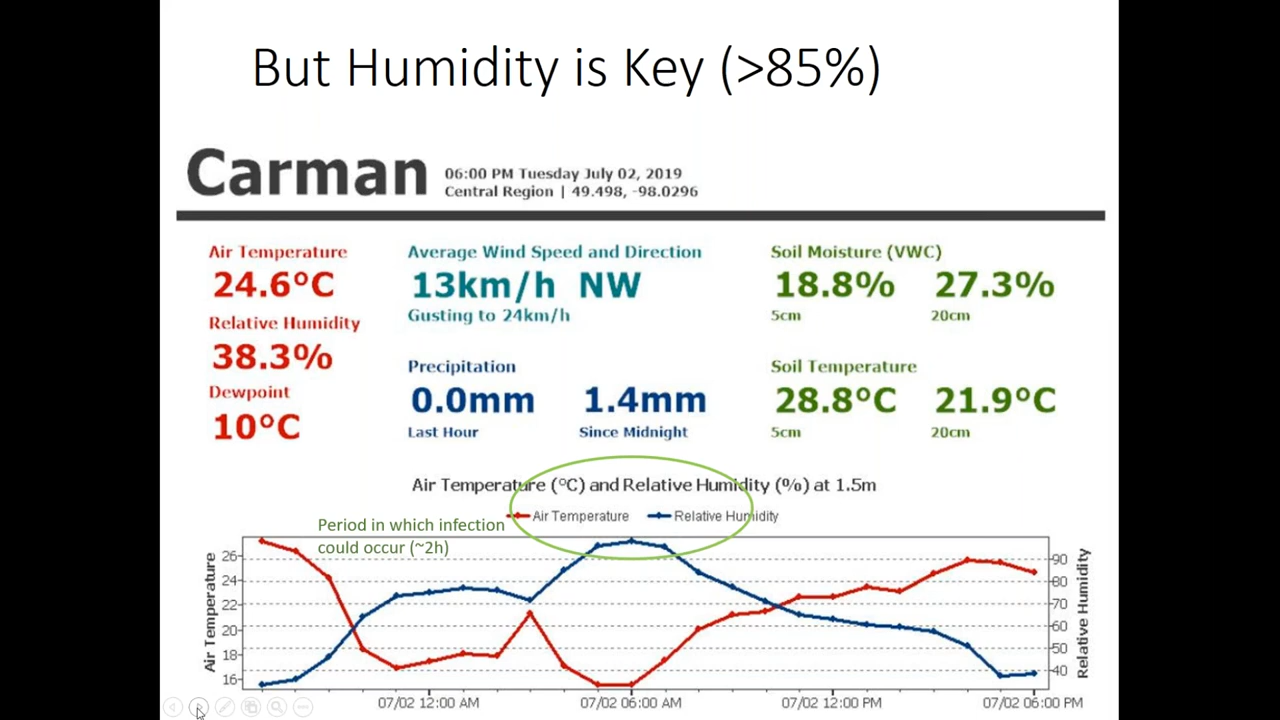 But Humidity is Key (>85%)
Carman
06:00 PM Tuesday July 02, 2019
Central Region | 49.498, -98.0296
Air Temperature
24.6°C
Relative Humidity
38.3%
Dewpoint
10°C
Average Wind Speed and Direction
13km/h NW
Gusting to 24km/h
Precipitation
0.0mm 1.4mm
Last Hour Since Midnight
Soil Moisture (VWC)
18.8% 27.3%
5cm 20cm
Soil Temperature
28.8°C 21.9°C
5cm 20cm
Air Temperature (°C) and Relative Humidity (%) at 1.5m
Air Temperature Relative Humidity
Period in which infection
could occur (~2h)
Air Temperature
26
24
22
20
18
16
90
80
70
60
50
40
Relative Humidity
07/02 12:00 AM 07/02 06:00 AM 07/02 12:00 PM 07/02 06:00 PM